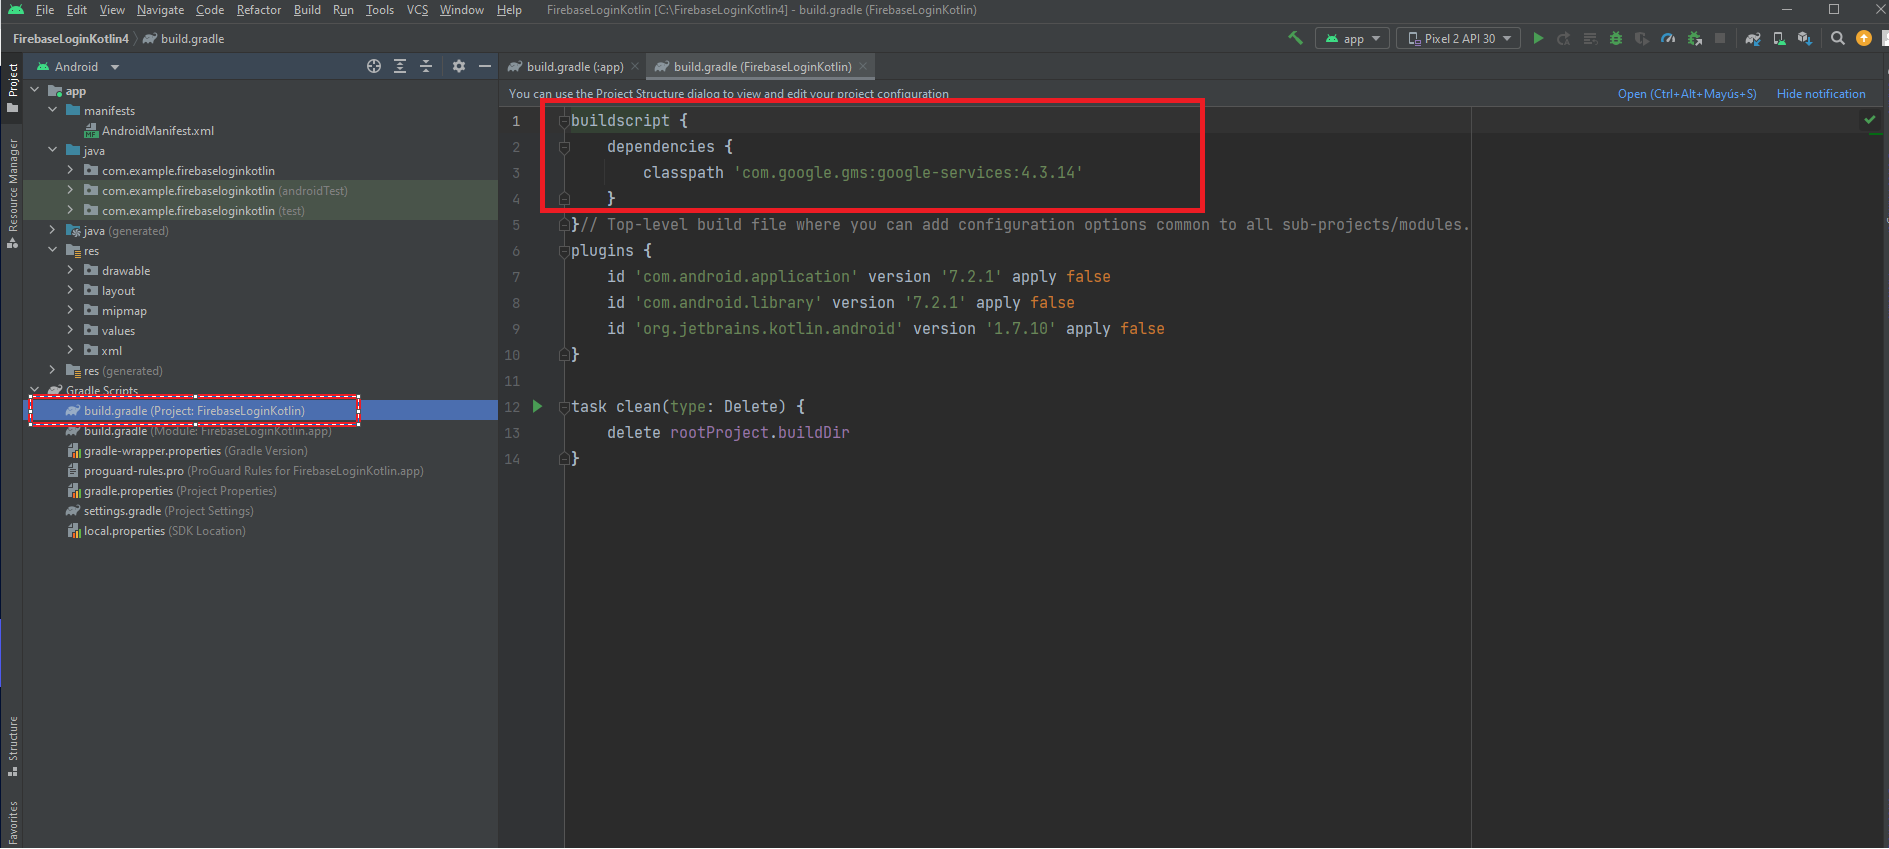 File Edit View Navigate Code Refactor Build Run Tools VCS Window Help FirebaseLoginKotlin [C:\FirebaseLoginKotlin4] - build.gradle (FirebaseLoginKotlin)
FirebaseLoginKotlin4 build.gradle
app Pixel 2 API 30
Project
Resource Manager
Structure
Favorites
Android
app
manifests
AndroidManifest.xml
java
com.example.firebaseloginkotlin
com.example.firebaseloginkotlin (androidTest)
com.example.firebaseloginkotlin (test)
java (generated)
res
drawable
layout
mipmap
values
xml
res (generated)
Gradle Scripts
build.gradle (Project: FirebaseLoginKotlin)
build.gradle (Module: FirebaseLoginKotlin.app)
gradle-wrapper.properties (Gradle Version)
proguard-rules.pro (ProGuard Rules for FirebaseLoginKotlin.app)
gradle.properties (Project Properties)
settings.gradle (Project Settings)
local.properties (SDK Location)
build.gradle (:app) build.gradle (FirebaseLoginKotlin)
You can use the Project Structure dialog to view and edit your project configuration Open (Ctrl+Alt+Mayús+S) Hide notification
1 buildscript {
2 dependencies {
3 classpath 'com.google.gms:google-services:4.3.14'
4 }
5 }// Top-level build file where you can add configuration options common to all sub-projects/modules.
6 plugins {
7 id 'com.android.application' version '7.2.1' apply false
8 id 'com.android.library' version '7.2.1' apply false
9 id 'org.jetbrains.kotlin.android' version '1.7.10' apply false
10 }
11
12 task clean(type: Delete) {
13 delete rootProject.buildDir
14 }